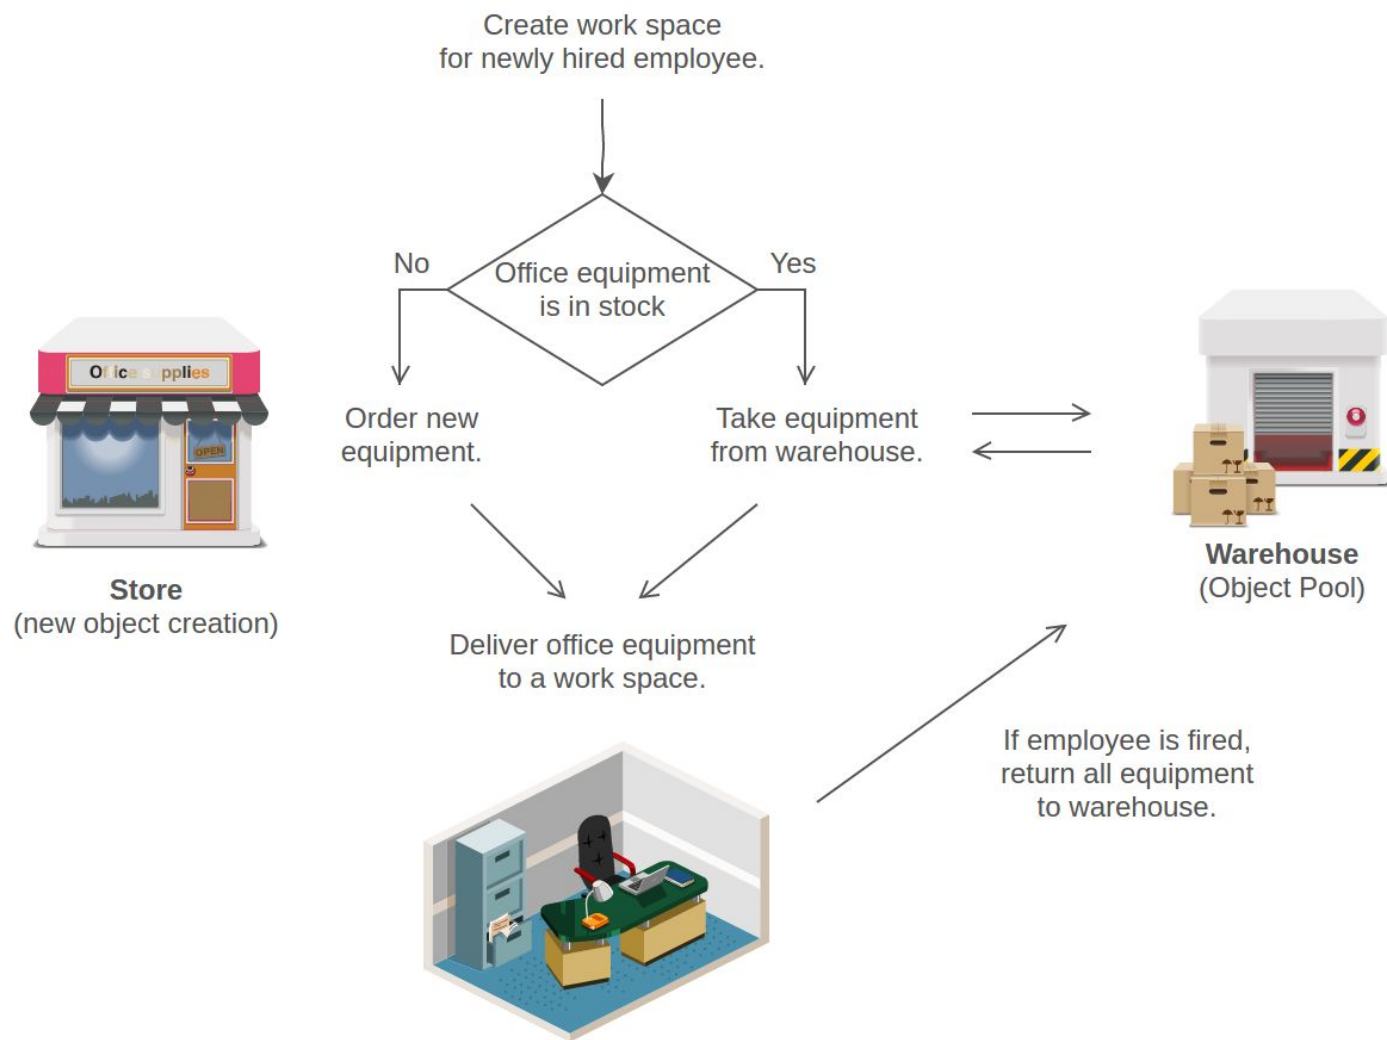 Create work space
for newly hired employee.
No
Yes
Office equipment
is in stock
Office supplies
OPEN
Order new
equipment.
Take equipment
from warehouse.
Store
(new object creation)
Warehouse
(Object Pool)
Deliver office equipment
to a work space.
If employee is fired,
return all equipment
to warehouse.